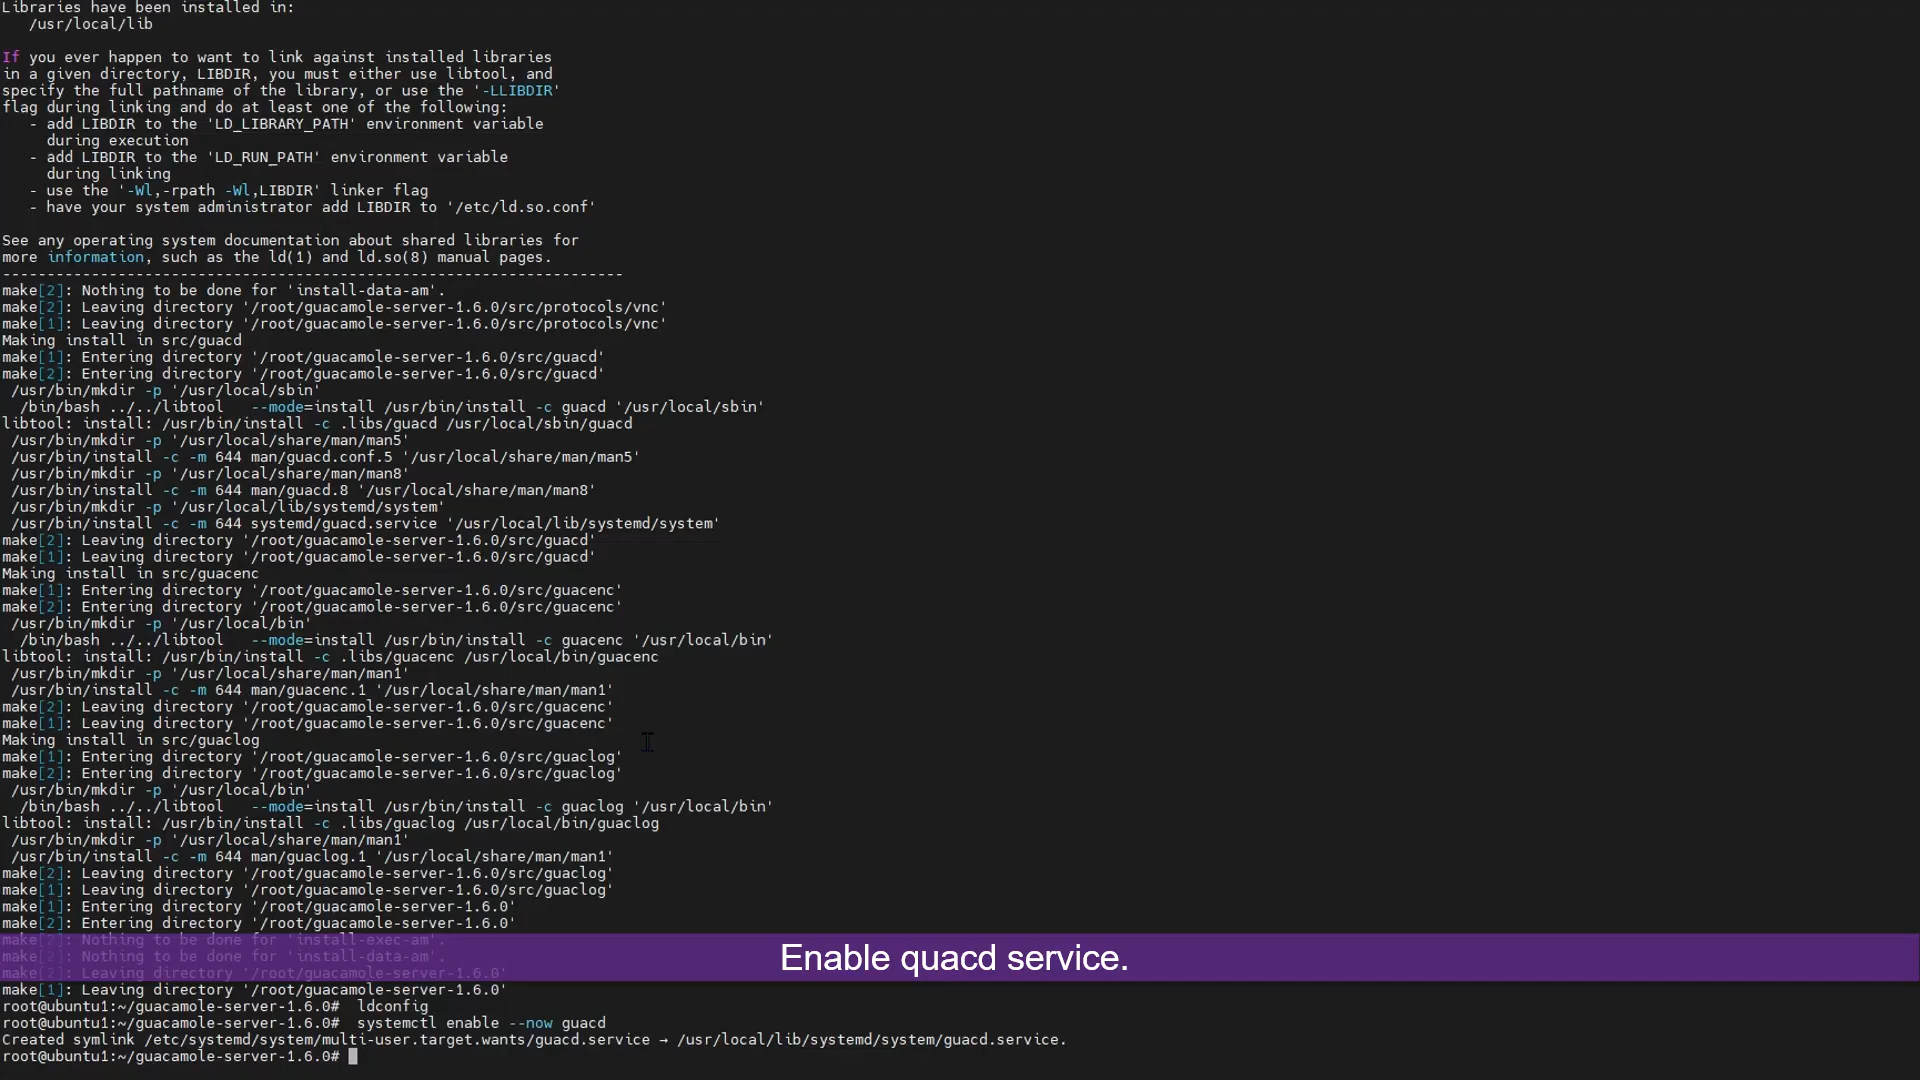 Libraries have been installed in:
   /usr/local/lib

If you ever happen to want to link against installed libraries
in a given directory, LIBDIR, you must either use libtool, and
specify the full pathname of the library, or use the '-LLIBDIR'
flag during linking and do at least one of the following:
   - add LIBDIR to the 'LD_LIBRARY_PATH' environment variable
     during execution
   - add LIBDIR to the 'LD_RUN_PATH' environment variable
     during linking
   - use the '-Wl,-rpath -Wl,LIBDIR' linker flag
   - have your system administrator add LIBDIR to '/etc/ld.so.conf'

See any operating system documentation about shared libraries for
more information, such as the ld(1) and ld.so(8) manual pages.
----------------------------------------------------------------------
make[2]: Nothing to be done for 'install-data-am'.
make[2]: Leaving directory '/root/guacamole-server-1.6.0/src/protocols/vnc'
make[1]: Leaving directory '/root/guacamole-server-1.6.0/src/protocols/vnc'
Making install in src/guacd
make[1]: Entering directory '/root/guacamole-server-1.6.0/src/guacd'
make[2]: Entering directory '/root/guacamole-server-1.6.0/src/guacd'
 /usr/bin/mkdir -p '/usr/local/sbin'
  /bin/bash ../../libtool   --mode=install /usr/bin/install -c guacd '/usr/local/sbin'
libtool: install: /usr/bin/install -c .libs/guacd /usr/local/sbin/guacd
 /usr/bin/mkdir -p '/usr/local/share/man/man5'
 /usr/bin/install -c -m 644 man/guacd.conf.5 '/usr/local/share/man/man5'
 /usr/bin/mkdir -p '/usr/local/share/man/man8'
 /usr/bin/install -c -m 644 man/guacd.8 '/usr/local/share/man/man8'
 /usr/bin/mkdir -p '/usr/local/lib/systemd/system'
 /usr/bin/install -c -m 644 systemd/guacd.service '/usr/local/lib/systemd/system'
make[2]: Leaving directory '/root/guacamole-server-1.6.0/src/guacd'
make[1]: Leaving directory '/root/guacamole-server-1.6.0/src/guacd'
Making install in src/guacenc
make[1]: Entering directory '/root/guacamole-server-1.6.0/src/guacenc'
make[2]: Entering directory '/root/guacamole-server-1.6.0/src/guacenc'
 /usr/bin/mkdir -p '/usr/local/bin'
  /bin/bash ../../libtool   --mode=install /usr/bin/install -c guacenc '/usr/local/bin'
libtool: install: /usr/bin/install -c .libs/guacenc /usr/local/bin/guacenc
 /usr/bin/mkdir -p '/usr/local/share/man/man1'
 /usr/bin/install -c -m 644 man/guacenc.1 '/usr/local/share/man/man1'
make[2]: Leaving directory '/root/guacamole-server-1.6.0/src/guacenc'
make[1]: Leaving directory '/root/guacamole-server-1.6.0/src/guacenc'
Making install in src/guaclog
make[1]: Entering directory '/root/guacamole-server-1.6.0/src/guaclog'
make[2]: Entering directory '/root/guacamole-server-1.6.0/src/guaclog'
 /usr/bin/mkdir -p '/usr/local/bin'
  /bin/bash ../../libtool   --mode=install /usr/bin/install -c guaclog '/usr/local/bin'
libtool: install: /usr/bin/install -c .libs/guaclog /usr/local/bin/guaclog
 /usr/bin/mkdir -p '/usr/local/share/man/man1'
 /usr/bin/install -c -m 644 man/guaclog.1 '/usr/local/share/man/man1'
make[2]: Leaving directory '/root/guacamole-server-1.6.0/src/guaclog'
make[1]: Leaving directory '/root/guacamole-server-1.6.0/src/guaclog'
make[1]: Entering directory '/root/guacamole-server-1.6.0'
make[2]: Entering directory '/root/guacamole-server-1.6.0'
make[2]: Nothing to be done for 'install-exec-am'.
make[2]: Nothing to be done for 'install-data-am'.
Enable quacd service.
make[2]: Leaving directory '/root/guacamole-server-1.6.0'
make[1]: Leaving directory '/root/guacamole-server-1.6.0'
root@ubuntu1:~/guacamole-server-1.6.0#  ldconfig
root@ubuntu1:~/guacamole-server-1.6.0#  systemctl enable --now guacd
Created symlink /etc/systemd/system/multi-user.target.wants/guacd.service → /usr/local/lib/systemd/system/guacd.service.
root@ubuntu1:~/guacamole-server-1.6.0#